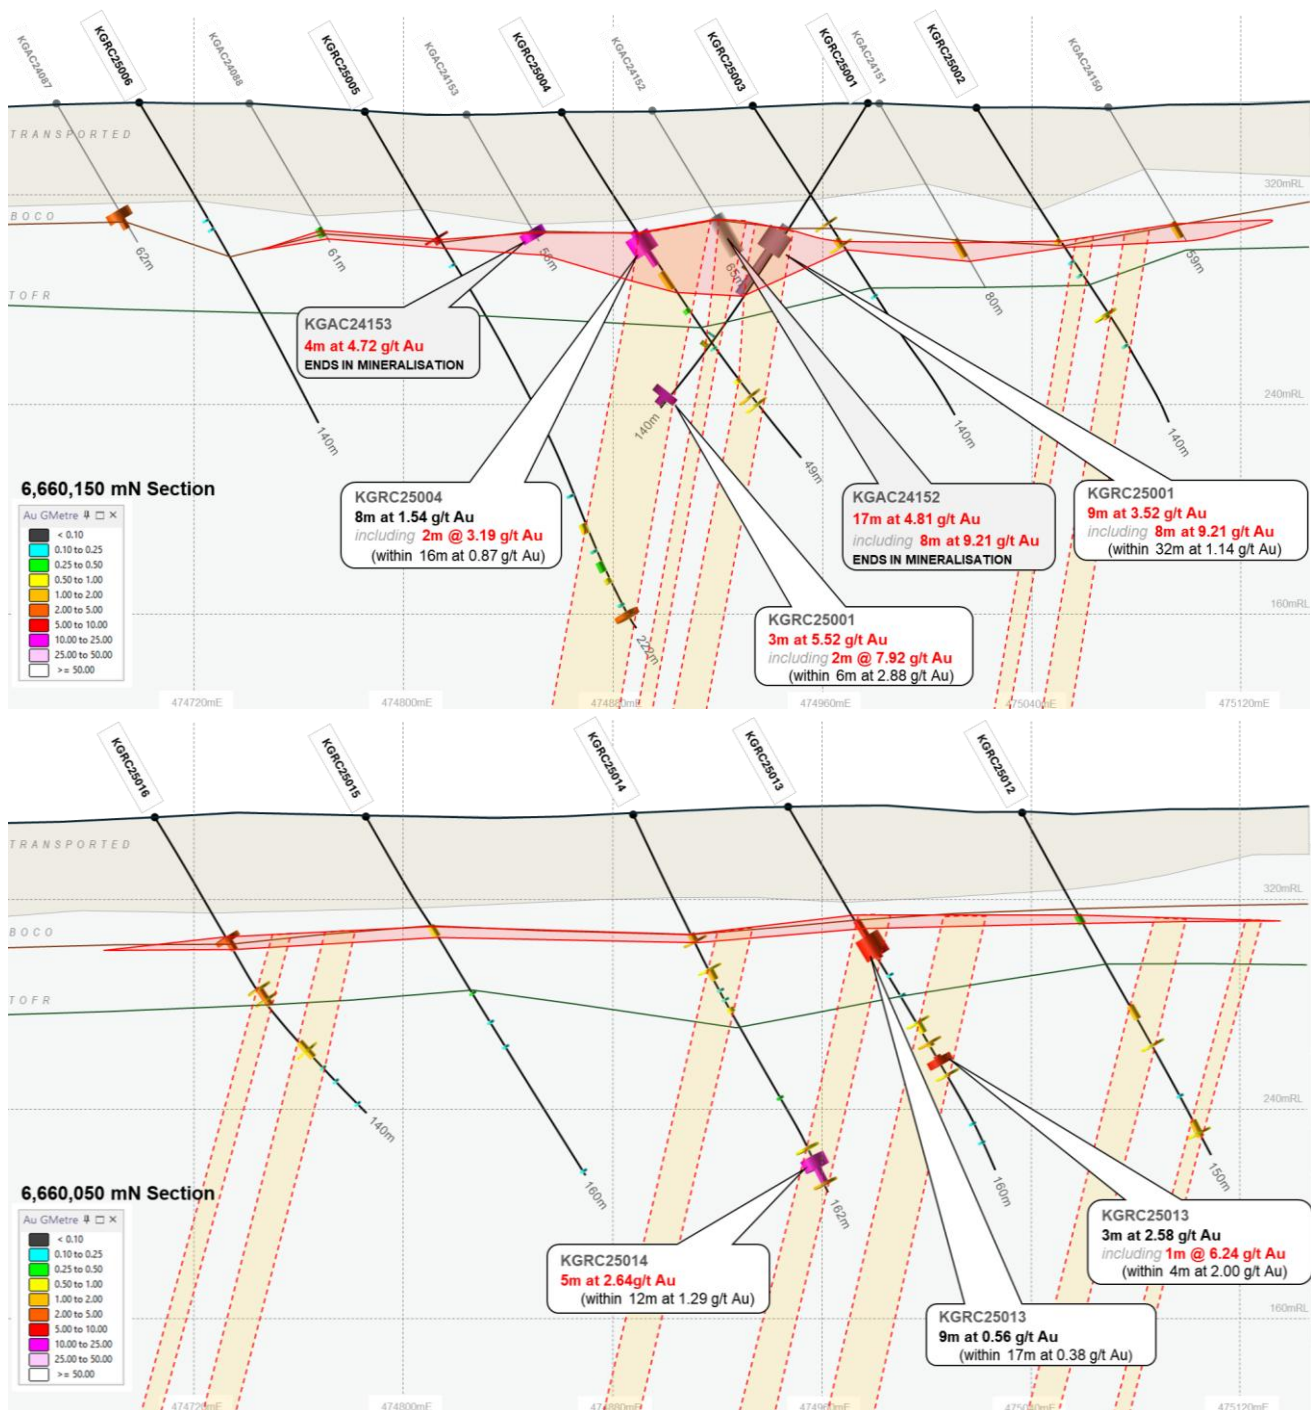 KGAC24087
KGRC25006
KGAC24088
KGRC25005
KGAC24153
KGRC25004
KGAC24152
KGRC25003
KGRC25001
KGAC24151
KGRC25002
KGAC24150
TRANSPORTED
320mRL
BOCO
62m
61m
56m
65m
59m
80m
TOFR
KGAC24153
4m at 4.72 g/t Au
ENDS IN MINERALISATION
240mRL
140m
140m
140m
140m
49m
6,660,150 mN Section
KGRC25004
8m at 1.54 g/t Au
including 2m @ 3.19 g/t Au
(within 16m at 0.87 g/t Au)
KGAC24152
17m at 4.81 g/t Au
including 8m at 9.21 g/t Au
ENDS IN MINERALISATION
KGRC25001
9m at 3.52 g/t Au
including 8m at 9.21 g/t Au
(within 32m at 1.14 g/t Au)
Au GMetre
< 0.10
0.10 to 0.25
0.25 to 0.50
0.50 to 1.00
1.00 to 2.00
2.00 to 5.00
5.00 to 10.00
10.00 to 25.00
25.00 to 50.00
>= 50.00
160mRL
222m
KGRC25001
3m at 5.52 g/t Au
including 2m @ 7.92 g/t Au
(within 6m at 2.88 g/t Au)
474720mE
474800mE
474880mE
474960mE
475040mE
475120mE
KGRC25016
KGRC25015
KGRC25014
KGRC25013
KGRC25012
TRANSPORTED
320mRL
BOCO
TOFR
240mRL
140m
160m
162m
160m
150m
6,660,050 mN Section
Au GMetre
< 0.10
0.10 to 0.25
0.25 to 0.50
0.50 to 1.00
1.00 to 2.00
2.00 to 5.00
5.00 to 10.00
10.00 to 25.00
25.00 to 50.00
>= 50.00
KGRC25014
5m at 2.64g/t Au
(within 12m at 1.29 g/t Au)
KGRC25013
3m at 2.58 g/t Au
including 1m @ 6.24 g/t Au
(within 4m at 2.00 g/t Au)
KGRC25013
9m at 0.56 g/t Au
(within 17m at 0.38 g/t Au)
160mRL
474720mE
474800mE
474880mE
474960mE
475040mE
475120mE